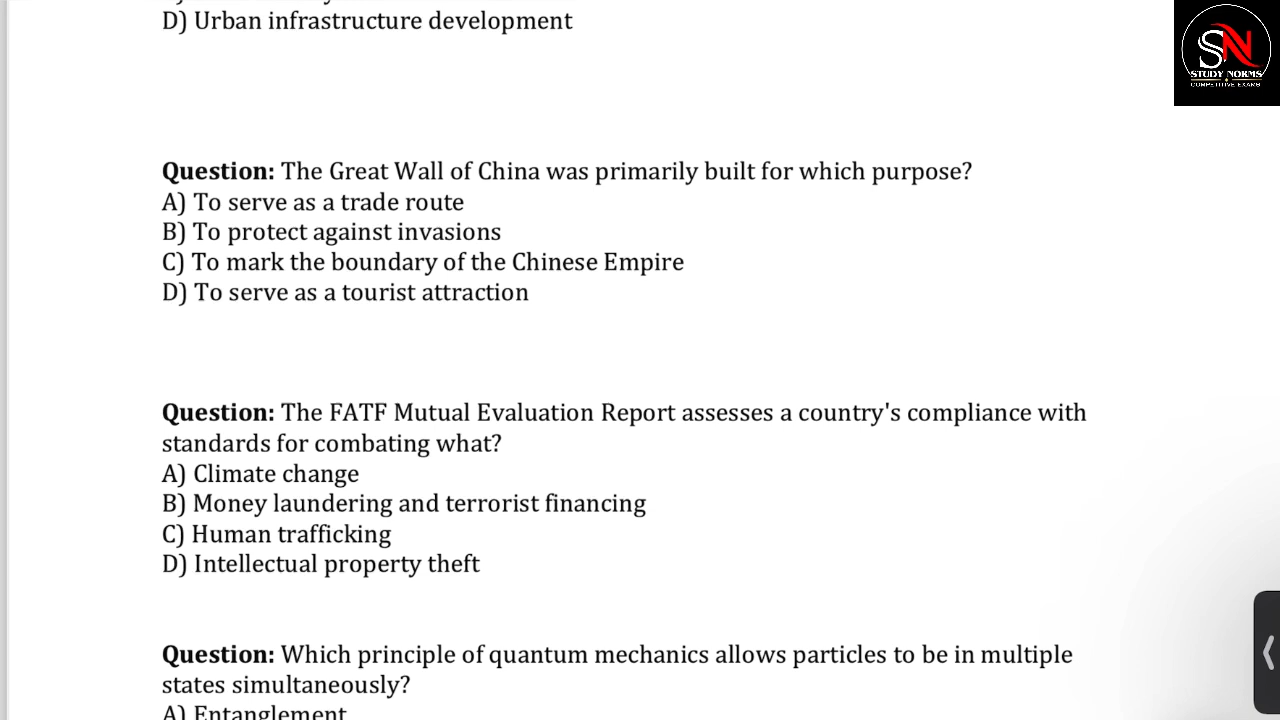 D) Urban infrastructure development
SN
STUDY NORMS
COMPETITIVE EXAMS
Question: The Great Wall of China was primarily built for which purpose?
A) To serve as a trade route
B) To protect against invasions
C) To mark the boundary of the Chinese Empire
D) To serve as a tourist attraction
Question: The FATF Mutual Evaluation Report assesses a country's compliance with
standards for combating what?
A) Climate change
B) Money laundering and terrorist financing
C) Human trafficking
D) Intellectual property theft
Question: Which principle of quantum mechanics allows particles to be in multiple
states simultaneously?
A) Entanglement